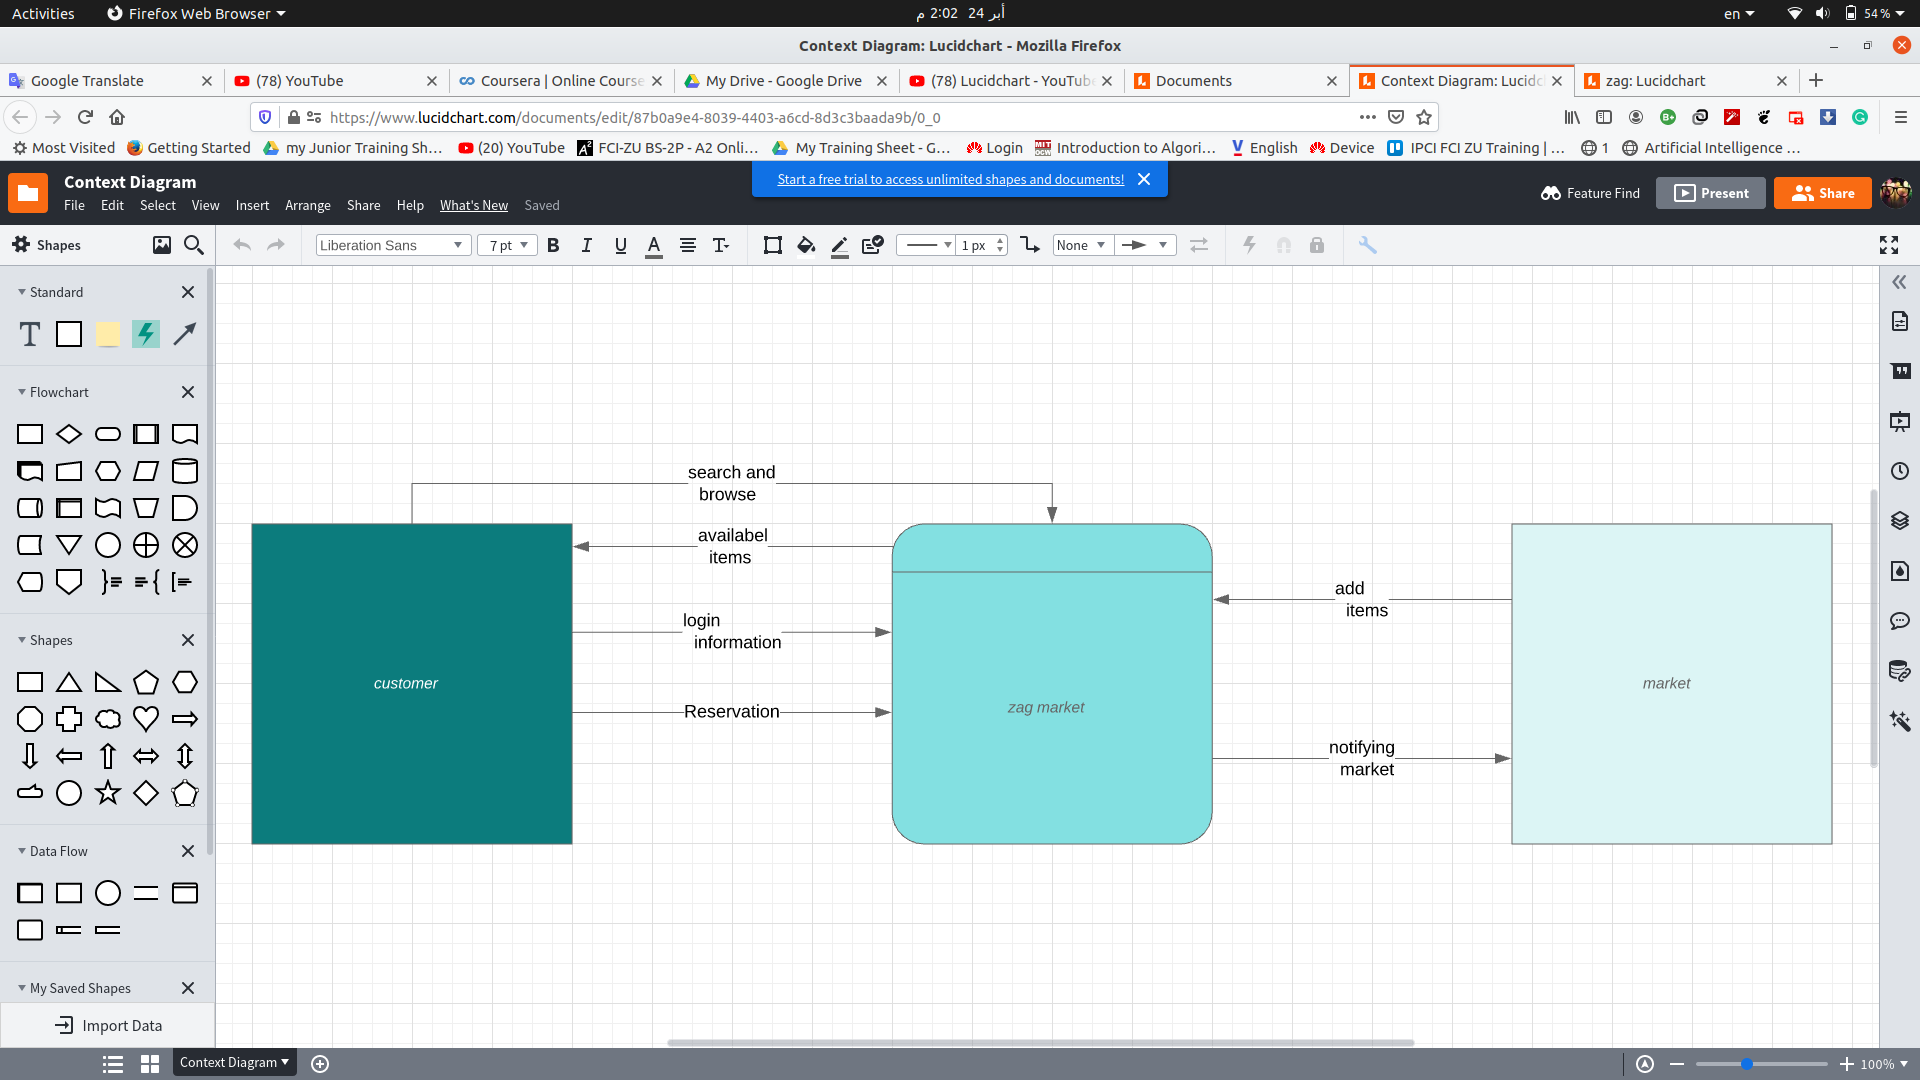 Activities
Firefox Web Browser
أبر 24 2:02 م
en
54 %
Context Diagram: Lucidchart - Mozilla Firefox
Google Translate
(78) YouTube
Coursera | Online Course
My Drive - Google Drive
(78) Lucidchart - YouTube
Documents
Context Diagram: Lucidc
zag: Lucidchart
https://www.lucidchart.com/documents/edit/87b0a9e4-8039-4403-a6cd-8d3c3baada9b/0_0
Most Visited
Getting Started
my Junior Training Sh…
(20) YouTube
FCI-ZU BS-2P - A2 Onli…
My Training Sheet - G…
Login
Introduction to Algori…
English
Device
IPCI FCI ZU Training | …
1
Artificial Intelligence …
Context Diagram
Start a free trial to access unlimited shapes and documents!
File Edit Select View Insert Arrange Share Help What's New Saved
Feature Find
Present
Share
Shapes
Liberation Sans
7 pt
B I U A
1 px
None
Standard
Flowchart
Shapes
Data Flow
My Saved Shapes
Import Data
search and
browse
availabel
items
login
information
Reservation
customer
zag market
add
items
notifying
market
market
Context Diagram
100%